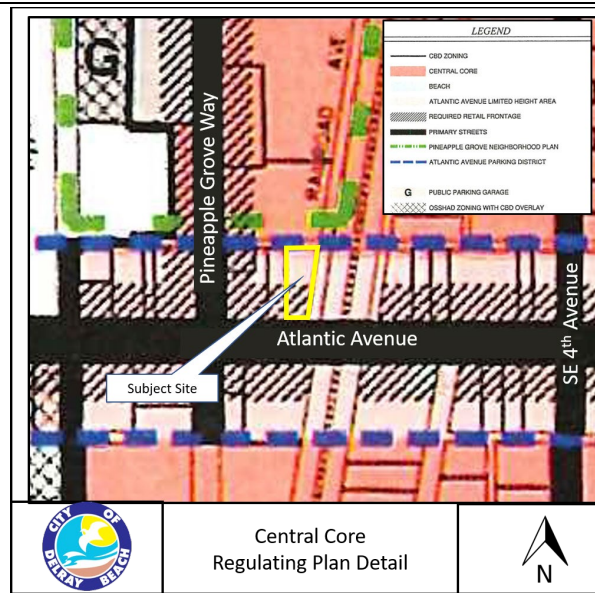 LEGEND
CBD ZONING
CENTRAL CORE
BEACH
ATLANTIC AVENUE LIMITED HEIGHT AREA
REQUIRED RETAIL FRONTAGE
PRIMARY STREETS
PINEAPPLE GROVE NEIGHBORHOOD PLAN
ATLANTIC AVENUE PARKING DISTRICT
G PUBLIC PARKING GARAGE
OSSHAD ZONING WITH CBD OVERLAY
G
Pineapple Grove Way
RAILROAD AVE
Atlantic Avenue
SE 4th Avenue
Subject Site
CITY OF
DELRAY BEACH
Central Core
Regulating Plan Detail
N